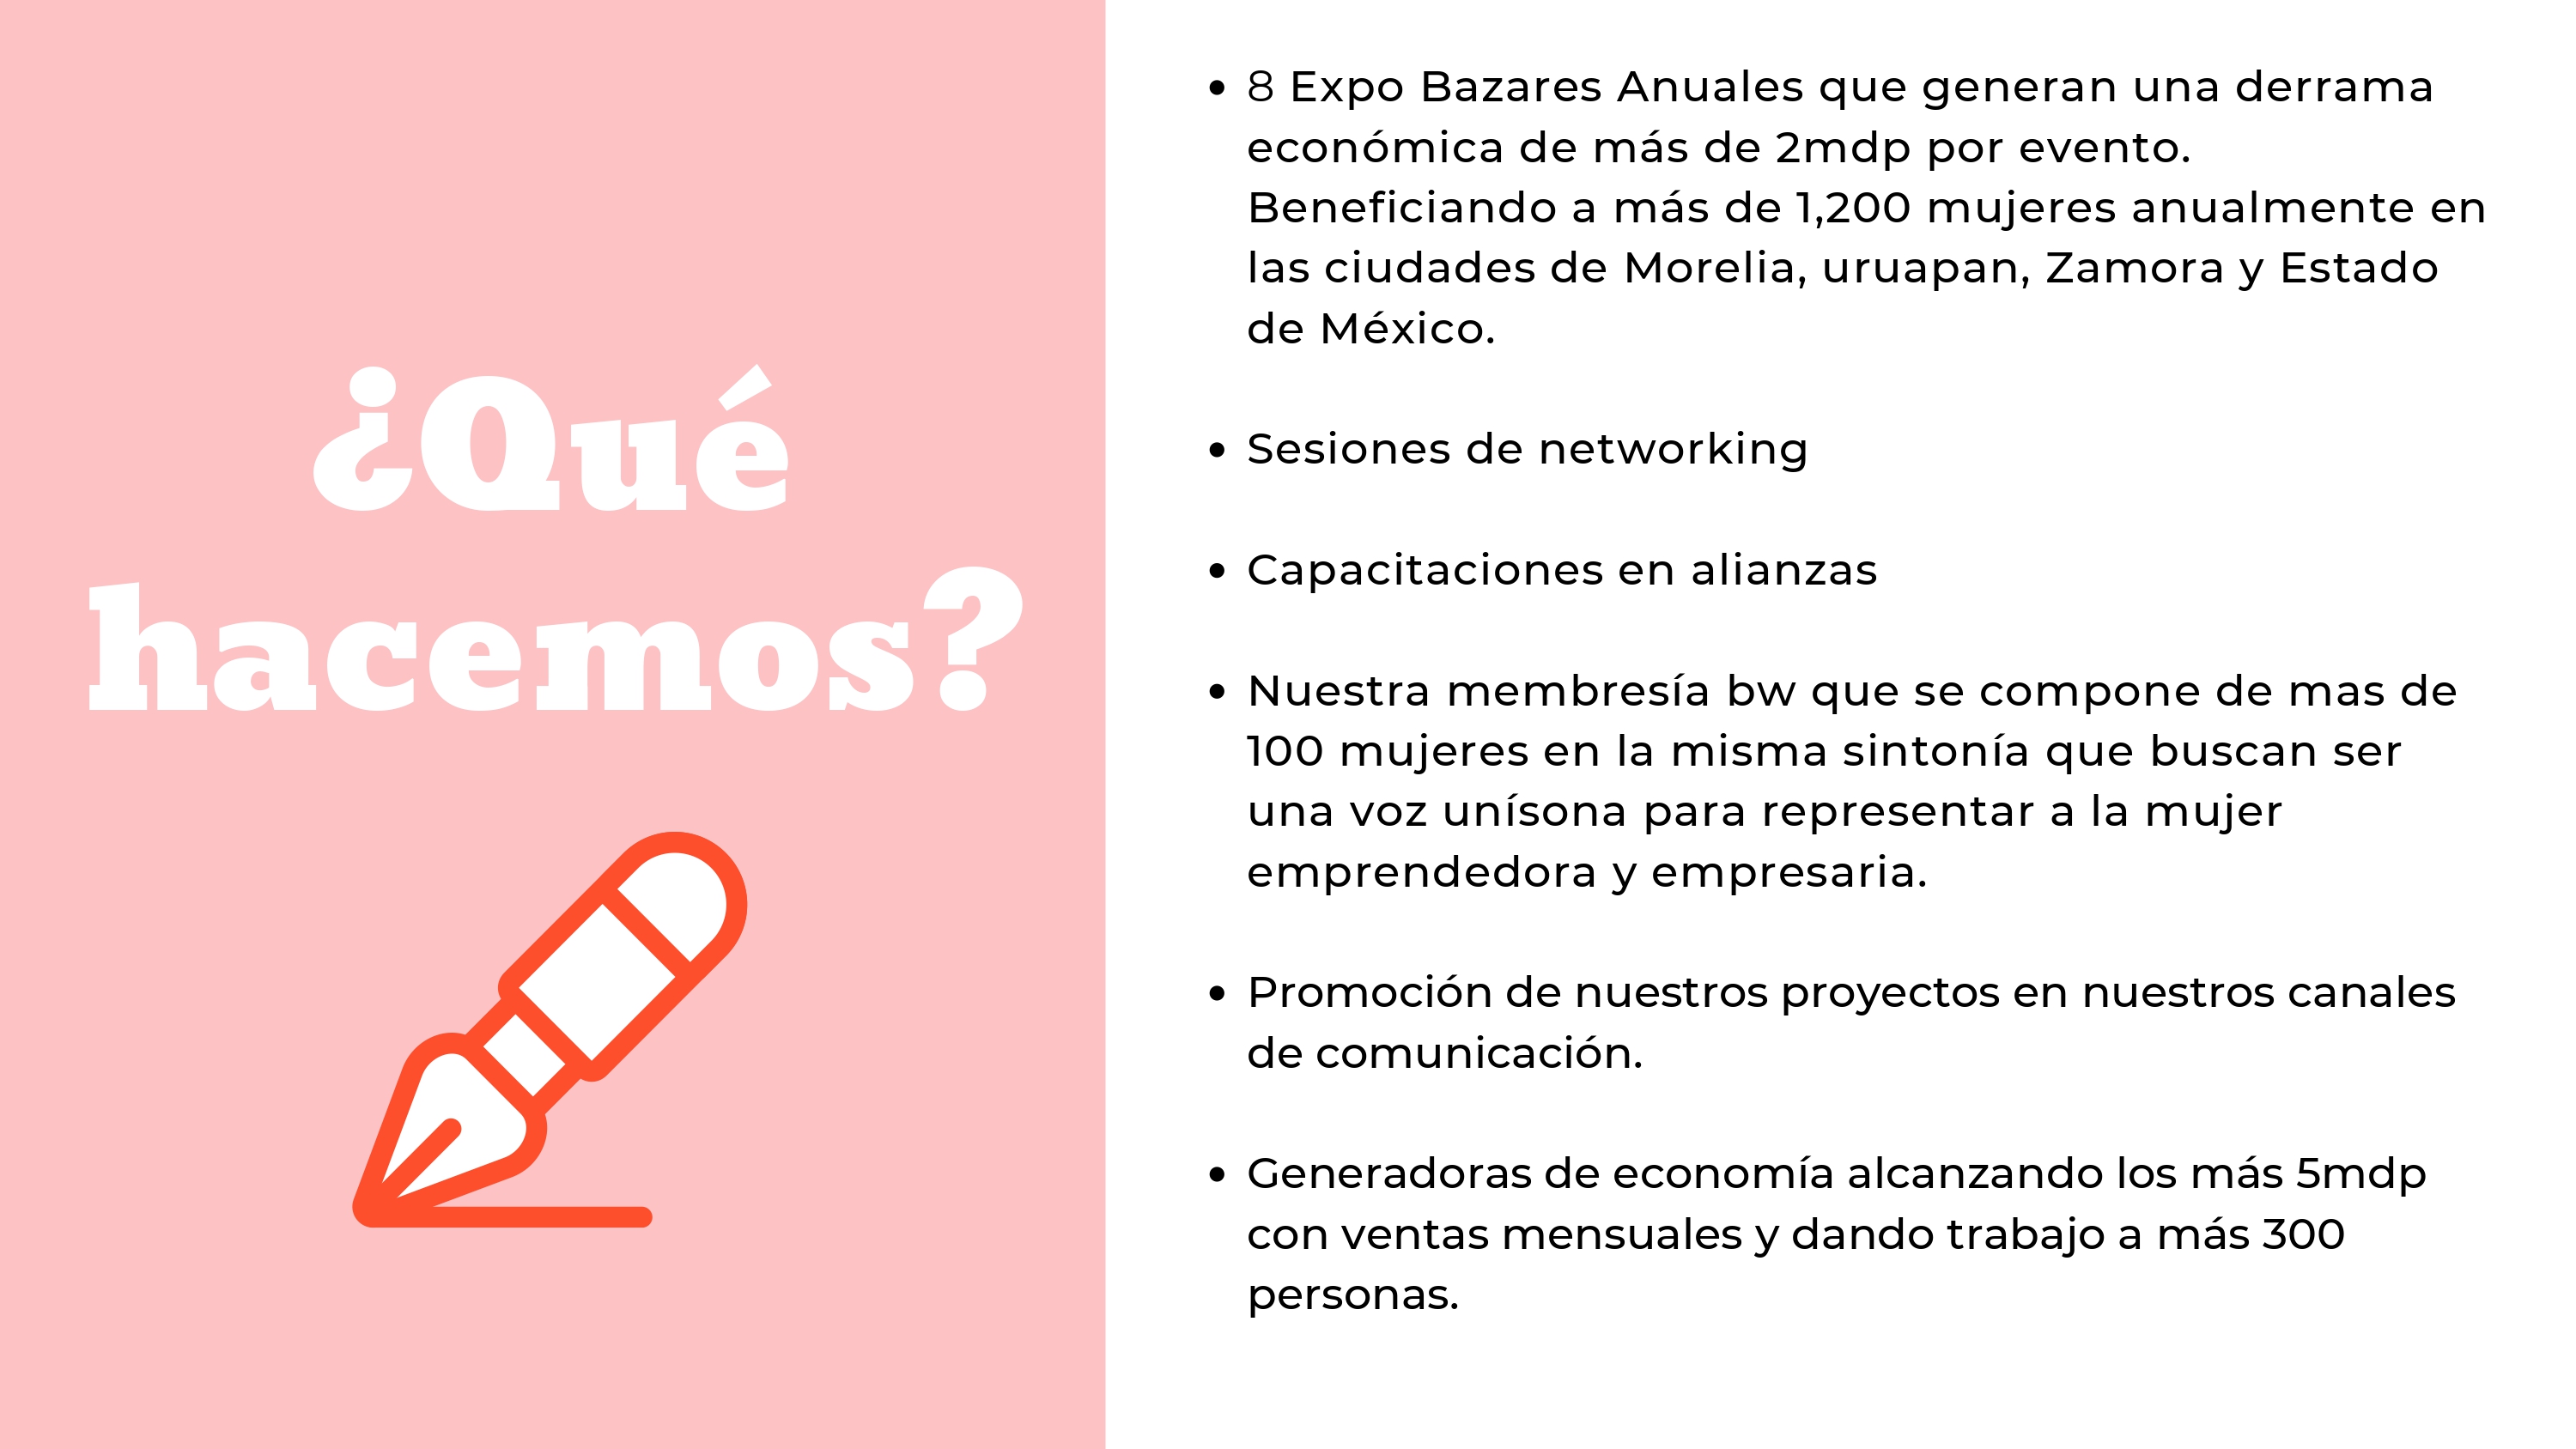 ¿Qué
hacemos?
• 8 Expo Bazares Anuales que generan una derrama
económica de más de 2mdp por evento.
Beneficiando a más de 1,200 mujeres anualmente en
las ciudades de Morelia, uruapan, Zamora y Estado
de México.
• Sesiones de networking
• Capacitaciones en alianzas
• Nuestra membresía bw que se compone de mas de
100 mujeres en la misma sintonía que buscan ser
una voz unísona para representar a la mujer
emprendedora y empresaria.
• Promoción de nuestros proyectos en nuestros canales
de comunicación.
• Generadoras de economía alcanzando los más 5mdp
con ventas mensuales y dando trabajo a más 300
personas.